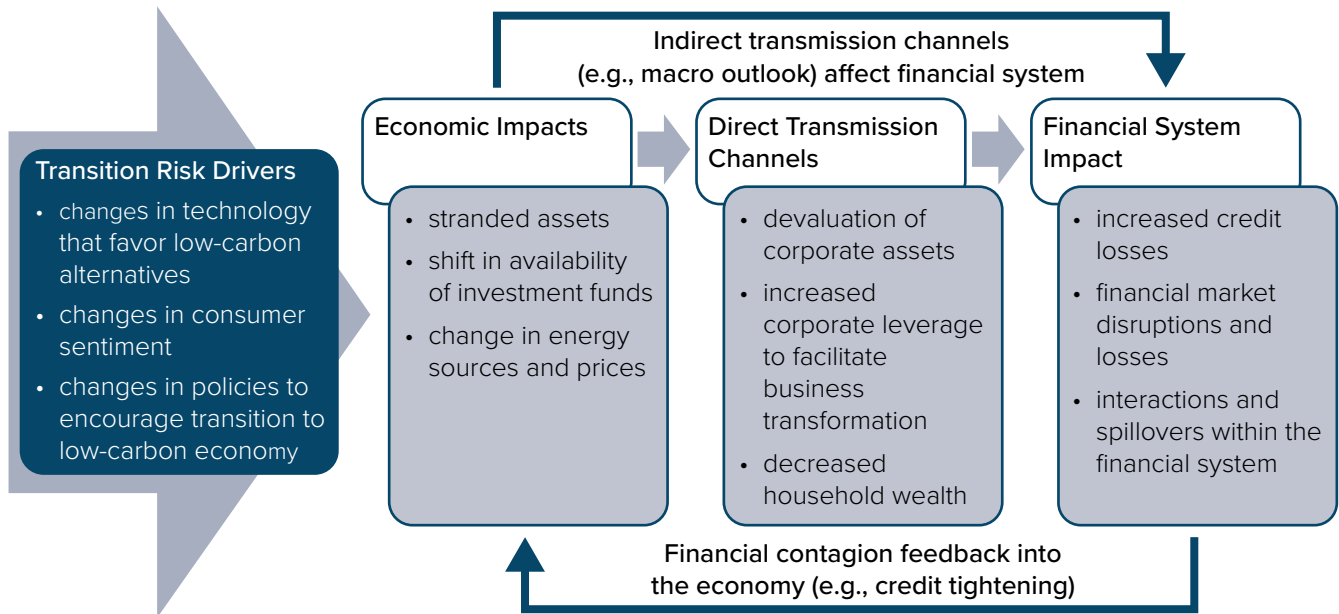 Indirect transmission channels
(e.g., macro outlook) affect financial system
Transition Risk Drivers
• changes in technology
that favor low-carbon
alternatives
• changes in consumer
sentiment
• changes in policies to
encourage transition to
low-carbon economy
Economic Impacts
• stranded assets
• shift in availability
of investment funds
• change in energy
sources and prices
Direct Transmission
Channels
• devaluation of
corporate assets
• increased
corporate leverage
to facilitate
business
transformation
• decreased
household wealth
Financial System
Impact
• increased credit
losses
• financial market
disruptions and
losses
• interactions and
spillovers within the
financial system
Financial contagion feedback into
the economy (e.g., credit tightening)